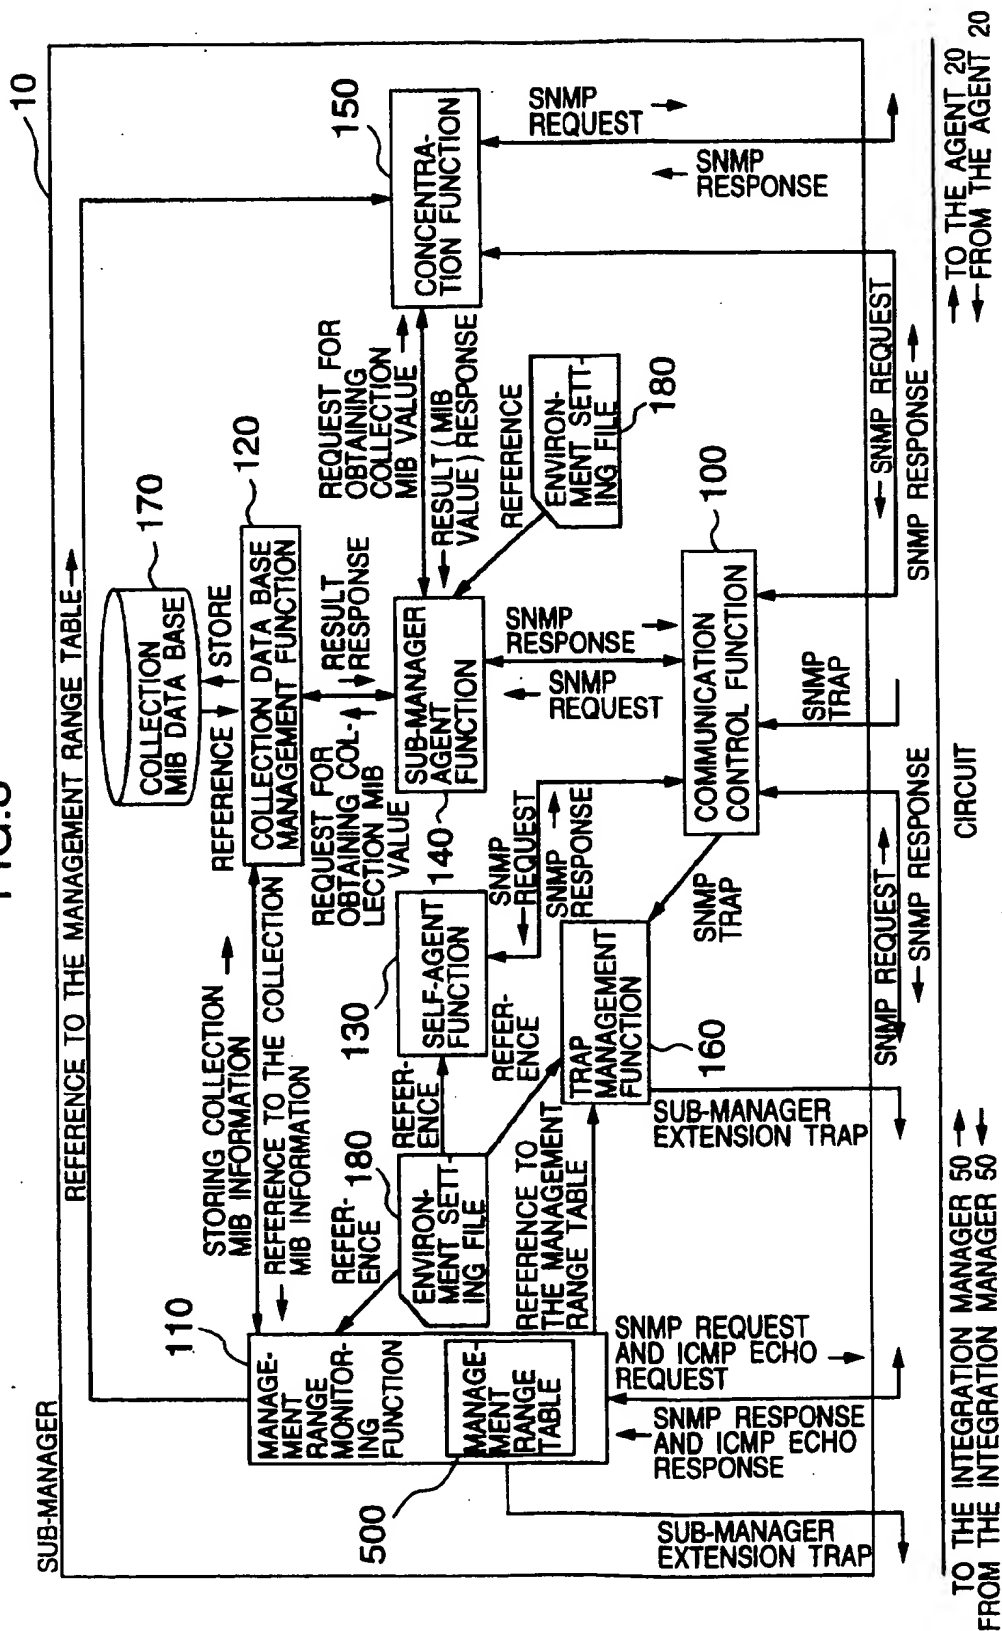 SUB-MANAGER
10
REFERENCE TO THE MANAGEMENT RANGE TABLE
COLLECTION
MIB DATA BASE
170
REFERENCE
STORE
COLLECTION DATA BASE
MANAGEMENT FUNCTION
120
STORING COLLECTION
MIB INFORMATION
REFERENCE TO THE COLLECTION
MIB INFORMATION
REQUEST FOR
OBTAINING COL-
LECTION MIB
VALUE
RESULT
RESPONSE
REQUEST FOR
OBTAINING
COLLECTION
MIB VALUE
RESULT (MIB
VALUE) RESPONSE
CONCENTRA-
TION FUNCTION
150
110
MANAGE-
MENT
RANGE
MONITOR-
ING
FUNCTION
MANAGE-
MENT
RANGE
TABLE
500
REFER-
ENCE
180
ENVIRON-
MENT SETT-
ING FILE
REFER-
ENCE
130
SELF-AGENT
FUNCTION
REFER-
ENCE
140
SUB-MANAGER
AGENT
FUNCTION
REFERENCE
ENVIRON-
MENT SETT-
ING FILE
180
SNMP
REQUEST
SNMP
RESPONSE
REFERENCE TO
THE MANAGEMENT
RANGE TABLE
TRAP
MANAGEMENT
FUNCTION
160
SNMP
TRAP
SNMP
RESPONSE
SNMP
REQUEST
COMMUNICATION
CONTROL FUNCTION
100
SNMP
REQUEST
SNMP
RESPONSE
SNMP REQUEST
AND ICMP ECHO
REQUEST
SNMP RESPONSE
AND ICMP ECHO
RESPONSE
SUB-MANAGER
EXTENSION TRAP
SUB-MANAGER
EXTENSION TRAP
SNMP REQUEST
SNMP RESPONSE
SNMP
TRAP
SNMP REQUEST
SNMP RESPONSE
TO THE INTEGRATION MANAGER 50
FROM THE INTEGRATION MANAGER 50
CIRCUIT
TO THE AGENT 20
FROM THE AGENT 20